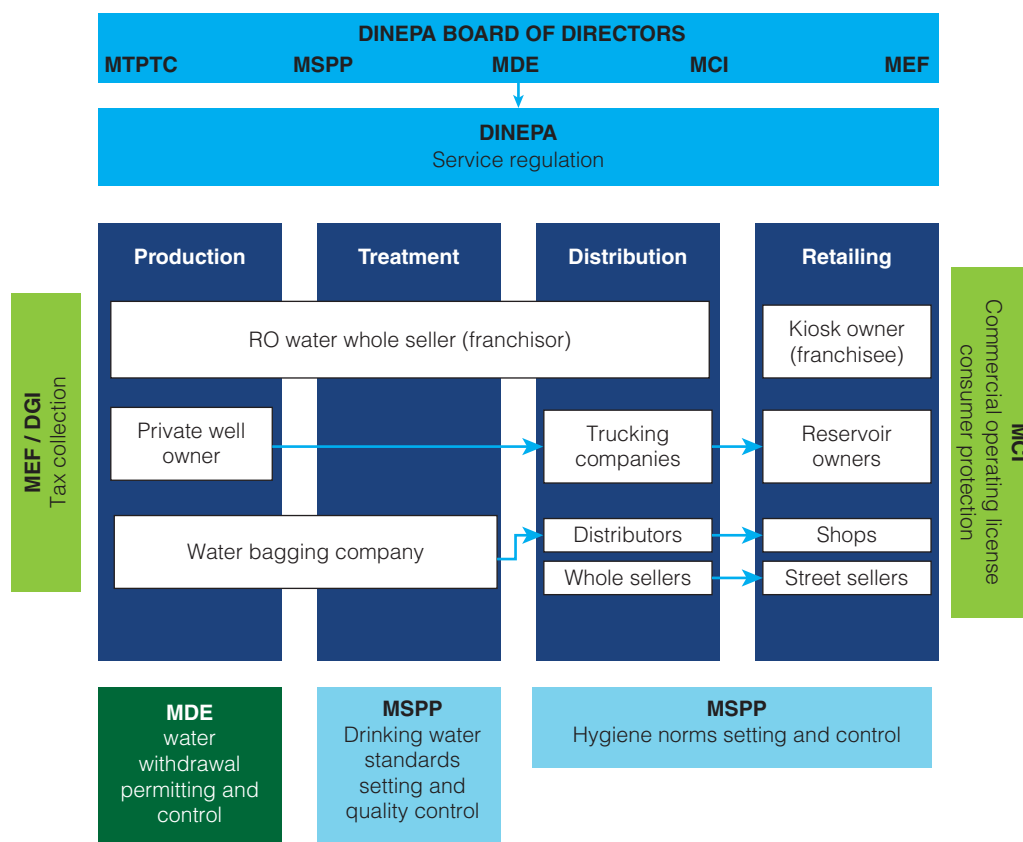 DINEPA BOARD OF DIRECTORS
MTPTC MSPP MDE MCI MEF
DINEPA
Service regulation
Production Treatment Distribution Retailing
RO water whole seller (franchisor)
Kiosk owner
(franchisee)
Private well
owner
Trucking
companies
Reservoir
owners
Water bagging company
Distributors
Shops
Whole sellers
Street sellers
MEF / DGI
Tax collection
MCI
Commercial operating license
consumer protection
MDE
water
withdrawal
permitting and
control
MSPP
Drinking water
standards
setting and
quality control
MSPP
Hygiene norms setting and control